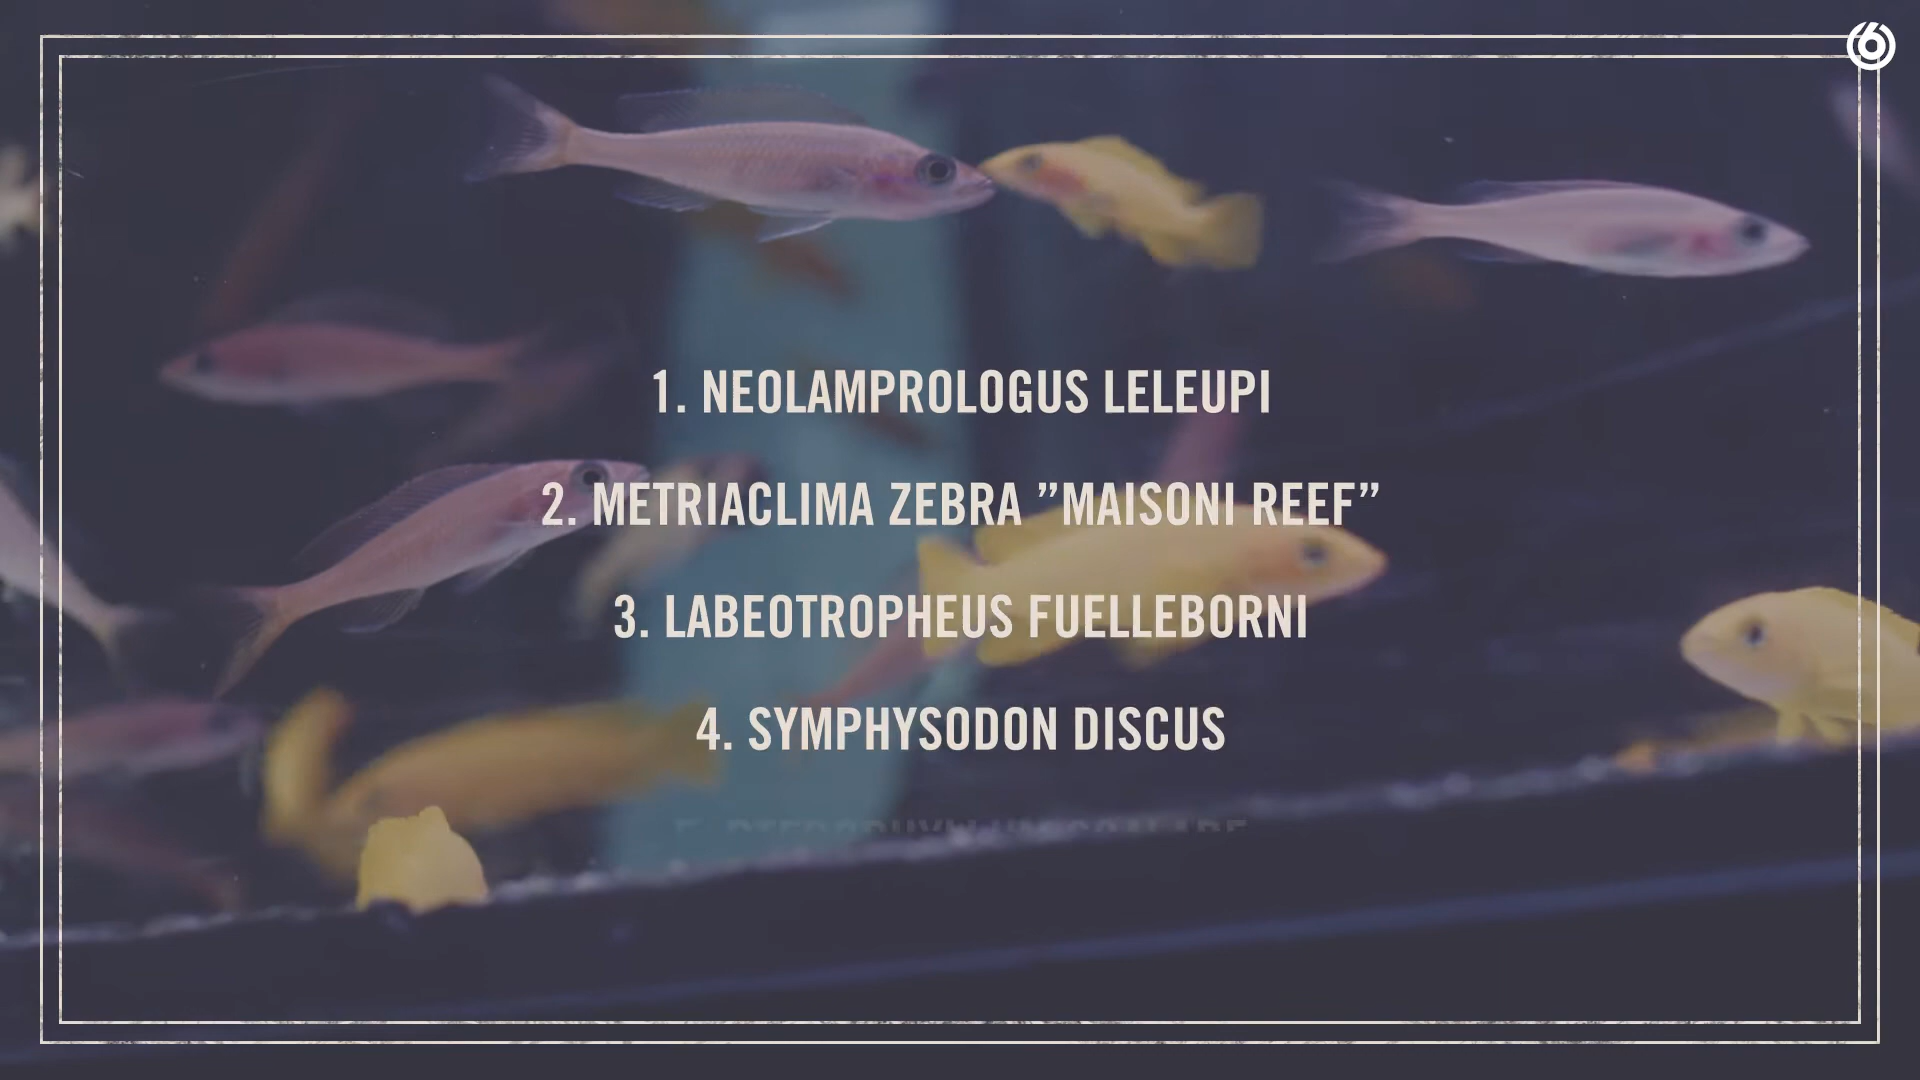 1. NEOLAMPROLOGUS LELEUPI
2. METRIACLIMA ZEBRA ”MAISONI REEF”
3. LABEOTROPHEUS FUELLEBORNI
4. SYMPHYSODON DISCUS